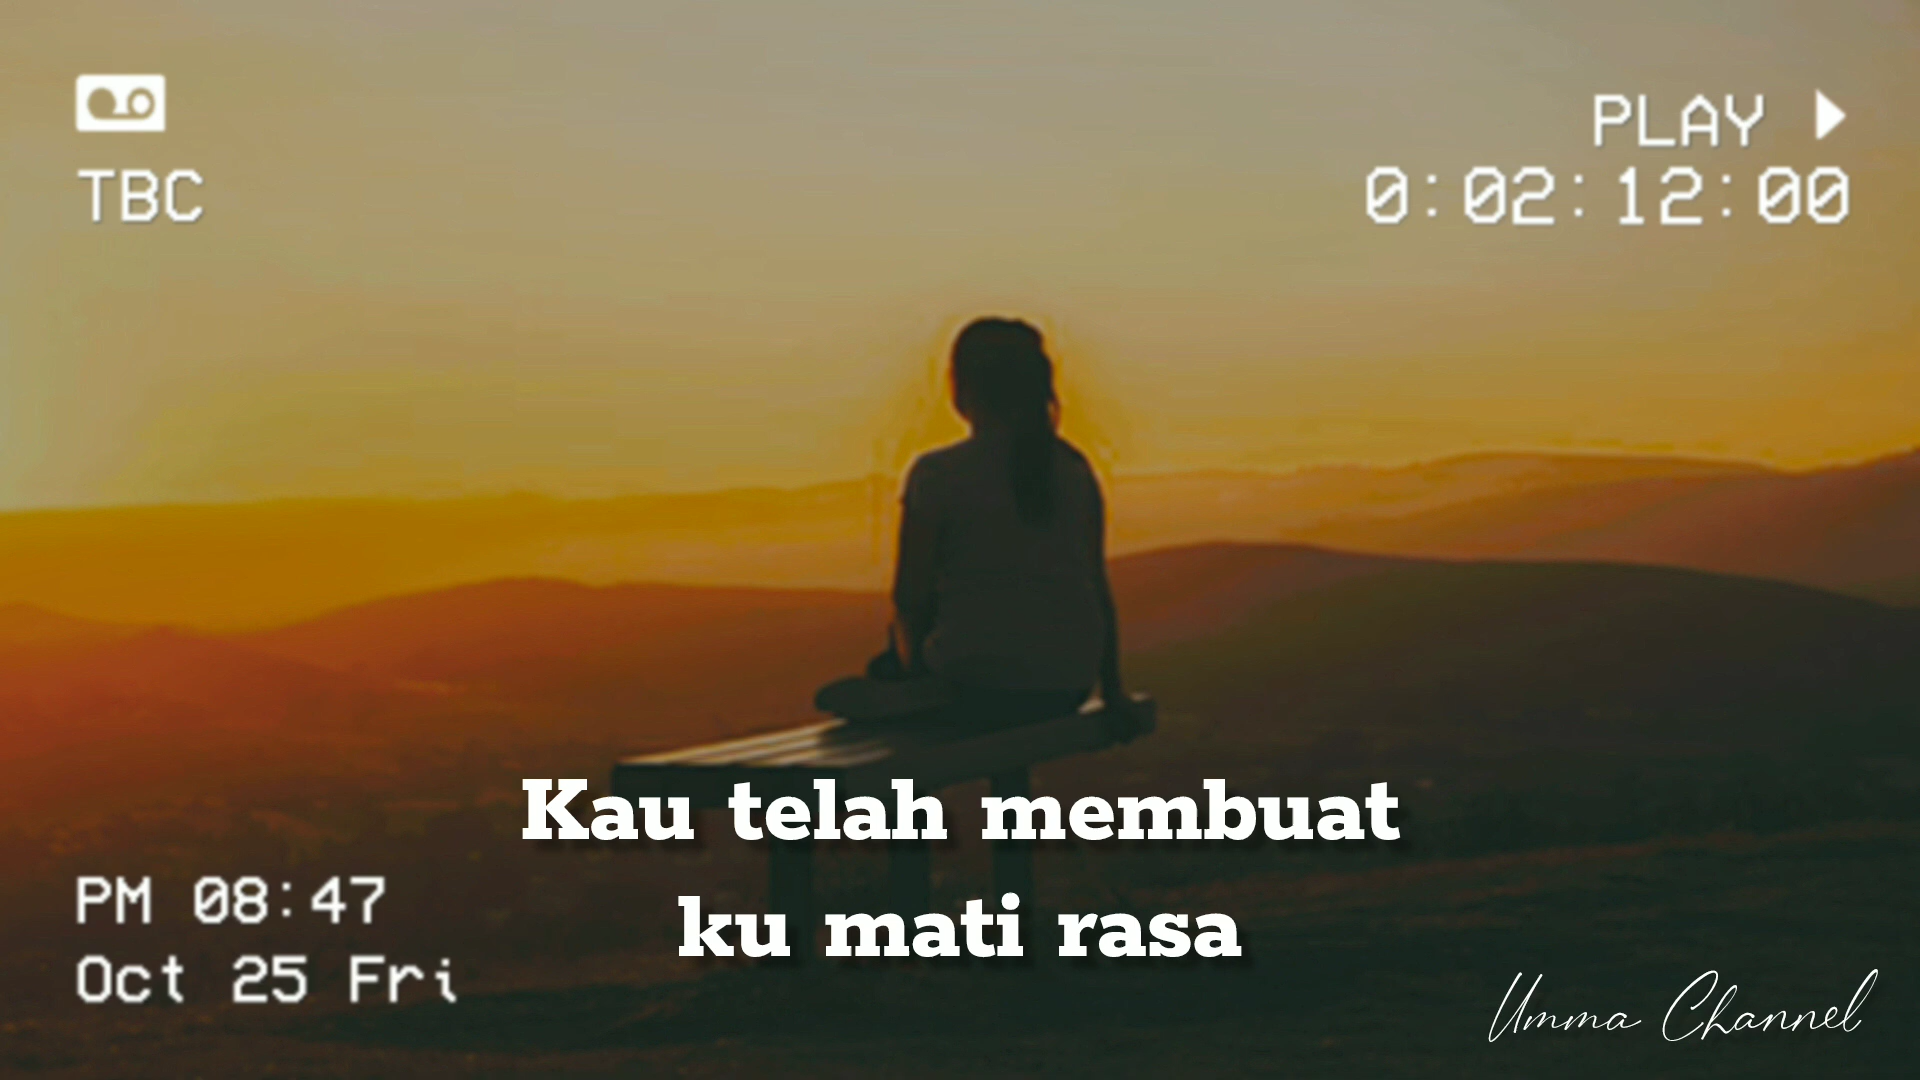 TBC
PLAY
0:02:12:00
Kau telah membuat
ku mati rasa
PM 08:47
Oct 25 Fri
Umma Channel